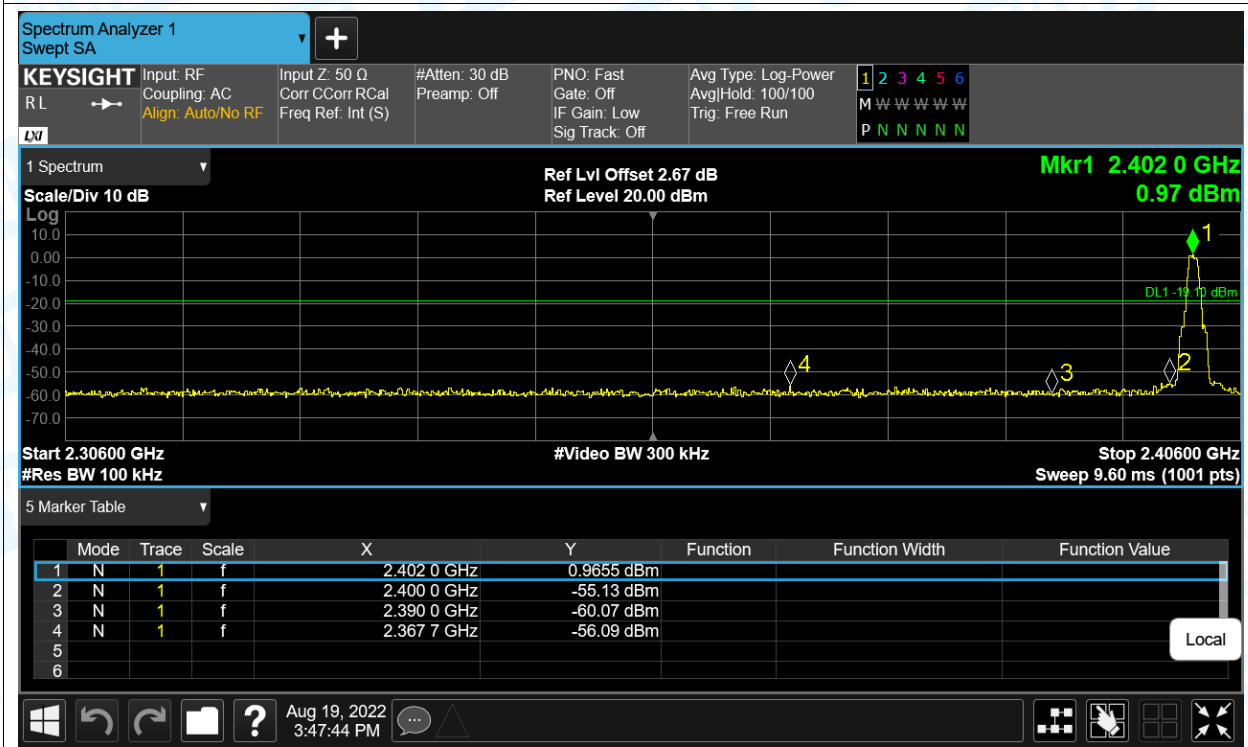 Spectrum Analyzer 1
Swept SA
KEYSIGHT
R L
LXI
Input: RF
Coupling: AC
Align: Auto/No RF
Input Z: 50 Ω
Corr CCorr RCal
Freq Ref: Int (S)
#Atten: 30 dB
Preamp: Off
PNO: Fast
Gate: Off
IF Gain: Low
Sig Track: Off
Avg Type: Log-Power
Avg|Hold: 100/100
Trig: Free Run
1 2 3 4 5 6
M W W W W W
P N N N N N
1 Spectrum
Scale/Div 10 dB
Ref Lvl Offset 2.67 dB
Ref Level 20.00 dBm
Mkr1 2.402 0 GHz
0.97 dBm
Log
10.0
0.00
-10.0
-20.0
-30.0
-40.0
-50.0
-60.0
-70.0
1
DL1 -19.10 dBm
4
3
2
Start 2.30600 GHz
#Res BW 100 kHz
#Video BW 300 kHz
Stop 2.40600 GHz
Sweep 9.60 ms (1001 pts)
5 Marker Table
Mode Trace Scale X Y Function Function Width Function Value
1 N 1 f 2.402 0 GHz 0.9655 dBm
2 N 1 f 2.400 0 GHz -55.13 dBm
3 N 1 f 2.390 0 GHz -60.07 dBm
4 N 1 f 2.367 7 GHz -56.09 dBm
5
6
Local
?
Aug 19, 2022
3:47:44 PM